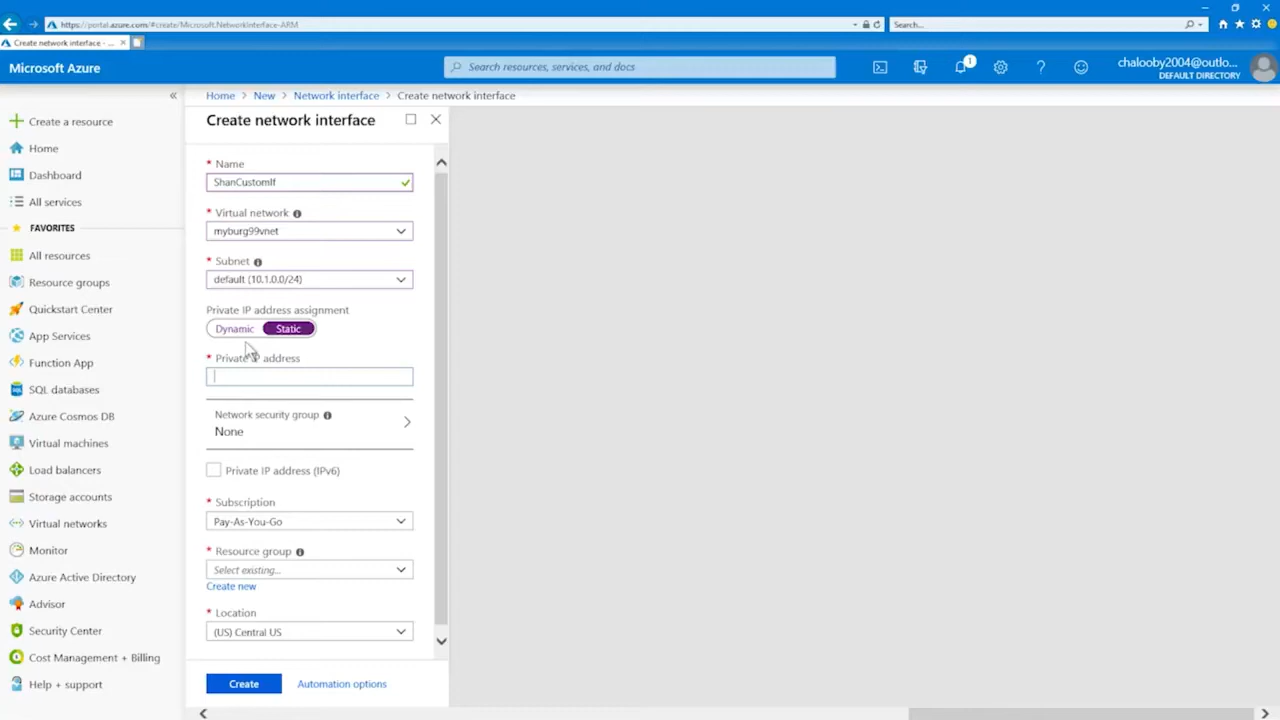 https://portal.azure.com/#create/Microsoft.NetworkInterface-ARM
Search...
Create network interface - ...
Microsoft Azure
Search resources, services, and docs
1
chalooby2004@outlo...
DEFAULT DIRECTORY
Home > New > Network interface > Create network interface
Create network interface
Create a resource
Home
Dashboard
All services
FAVORITES
All resources
Resource groups
Quickstart Center
App Services
Function App
SQL databases
Azure Cosmos DB
Virtual machines
Load balancers
Storage accounts
Virtual networks
Monitor
Azure Active Directory
Advisor
Security Center
Cost Management + Billing
Help + support
* Name
ShanCustomIf
* Virtual network
myburg99vnet
* Subnet
default (10.1.0.0/24)
Private IP address assignment
Dynamic Static
* Private IP address
Network security group
None
Private IP address (IPv6)
* Subscription
Pay-As-You-Go
* Resource group
Select existing...
Create new
* Location
(US) Central US
Create
Automation options